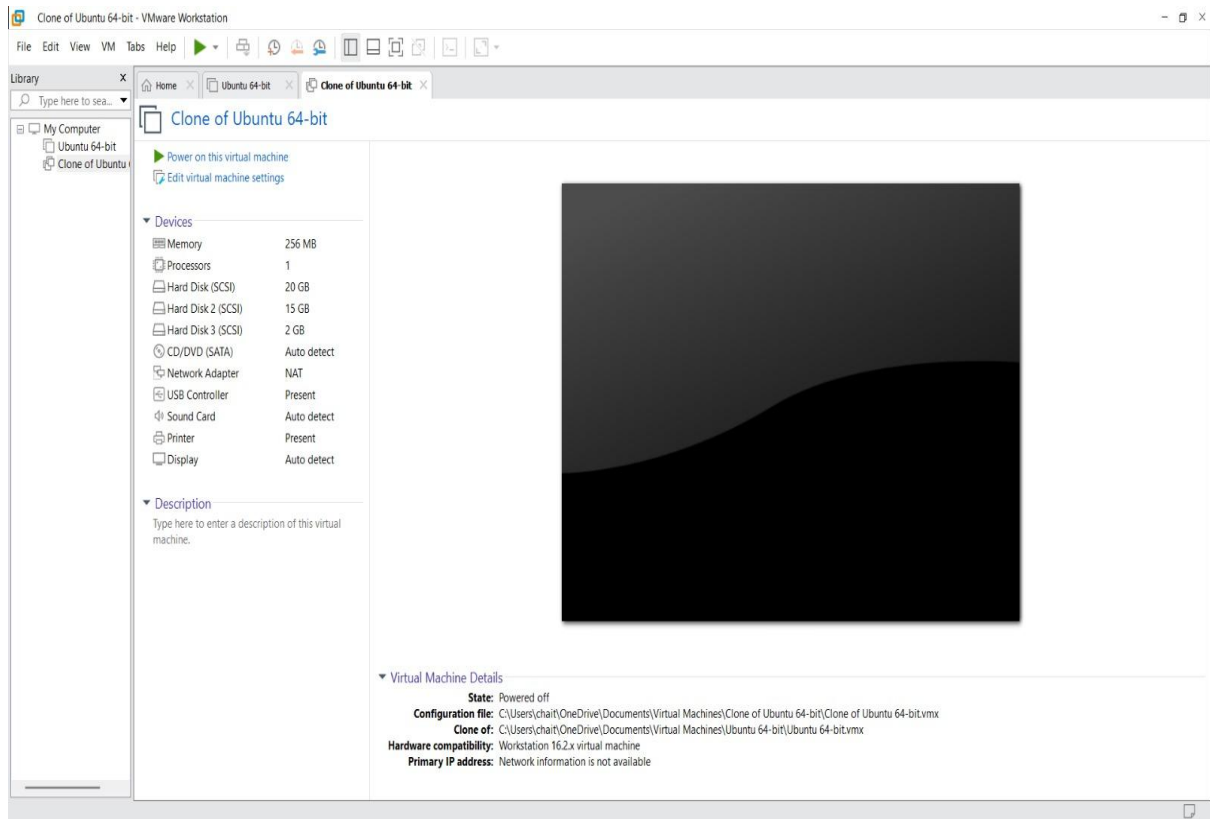 Clone of Ubuntu 64-bit - VMware Workstation
File Edit View VM Tabs Help
Library X
Type here to sea...
My Computer
Ubuntu 64-bit
Clone of Ubuntu
Home Ubuntu 64-bit Clone of Ubuntu 64-bit
Clone of Ubuntu 64-bit
Power on this virtual machine
Edit virtual machine settings
Devices
Memory 256 MB
Processors 1
Hard Disk (SCSI) 20 GB
Hard Disk 2 (SCSI) 15 GB
Hard Disk 3 (SCSI) 2 GB
CD/DVD (SATA) Auto detect
Network Adapter NAT
USB Controller Present
Sound Card Auto detect
Printer Present
Display Auto detect
Description
Type here to enter a description of this virtual
machine.
Virtual Machine Details
State: Powered off
Configuration file: C:\Users\chait\OneDrive\Documents\Virtual Machines\Clone of Ubuntu 64-bit\Clone of Ubuntu 64-bit.vmx
Clone of: C:\Users\chait\OneDrive\Documents\Virtual Machines\Ubuntu 64-bit\Ubuntu 64-bit.vmx
Hardware compatibility: Workstation 16.2.x virtual machine
Primary IP address: Network information is not available